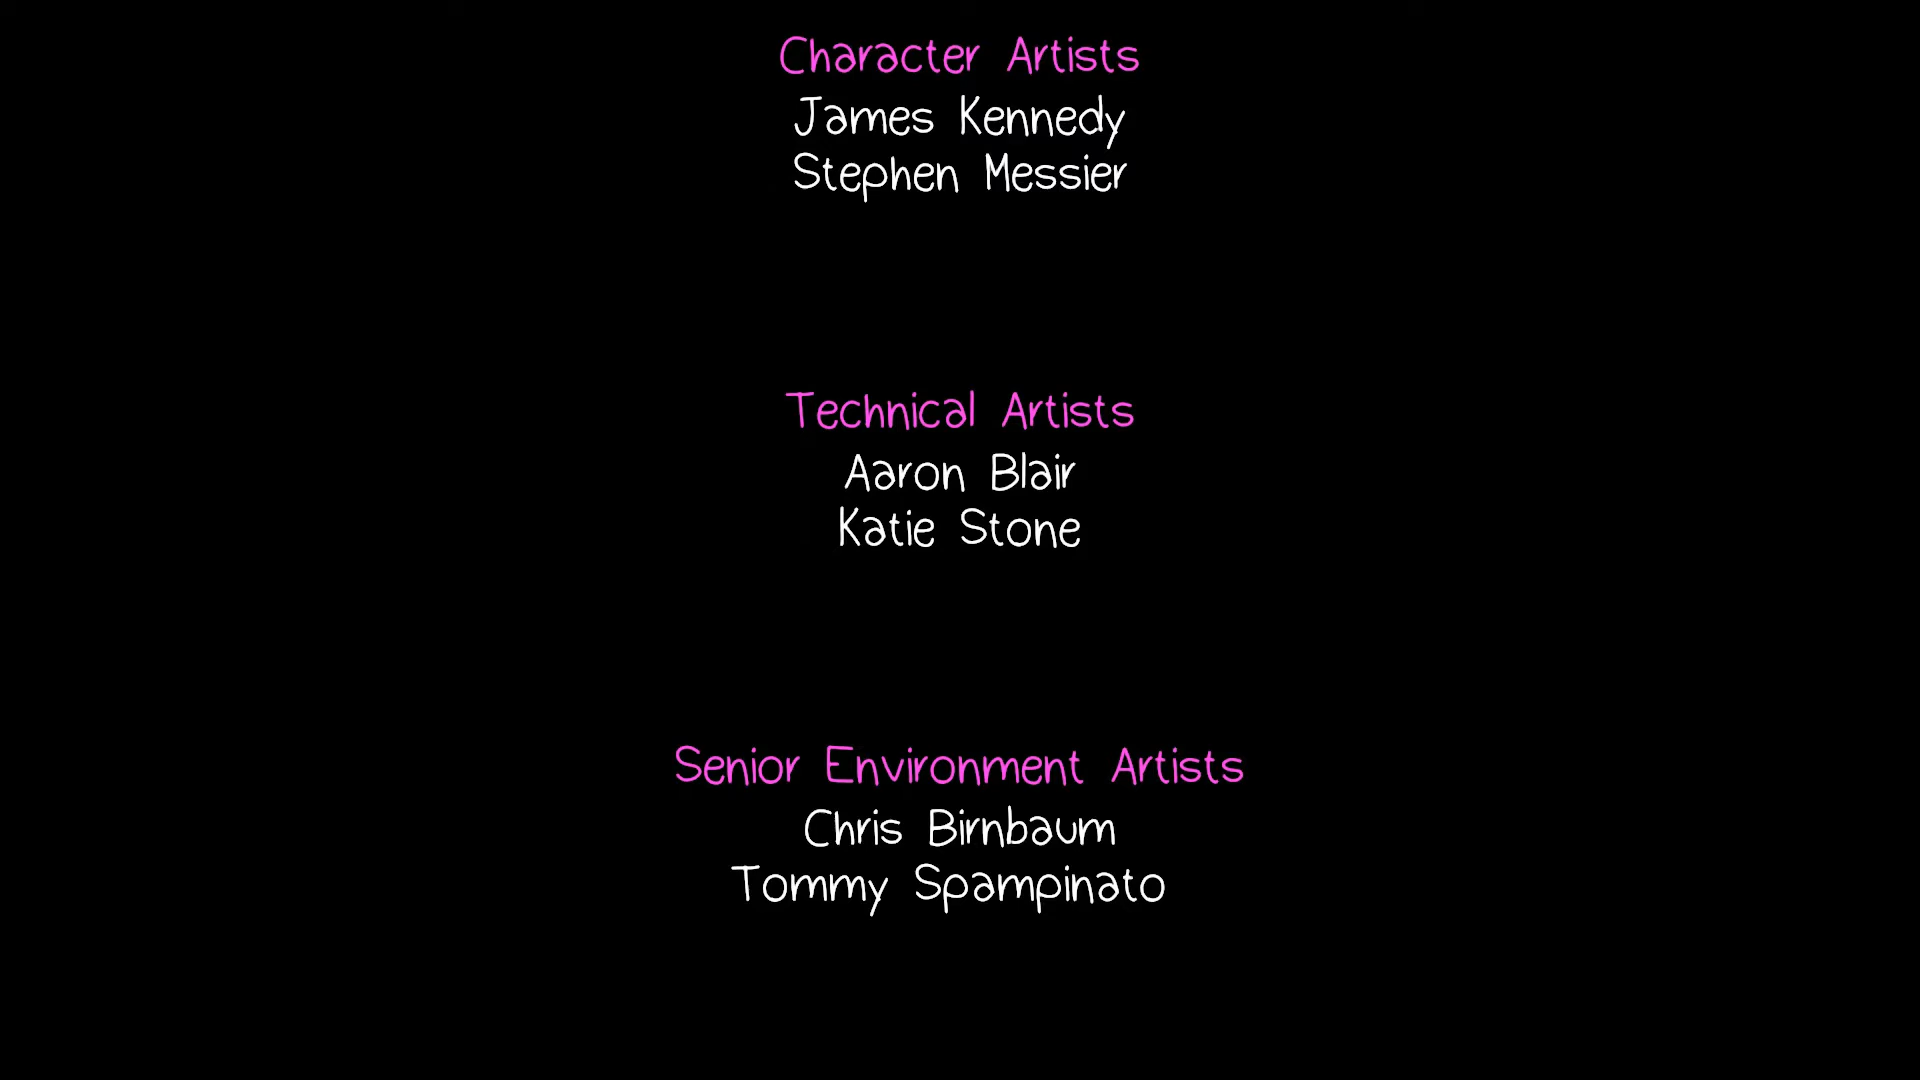 Character Artists
James Kennedy
Stephen Messier
Technical Artists
Aaron Blair
Katie Stone
Senior Environment Artists
Chris Birnbaum
Tommy Spampinato